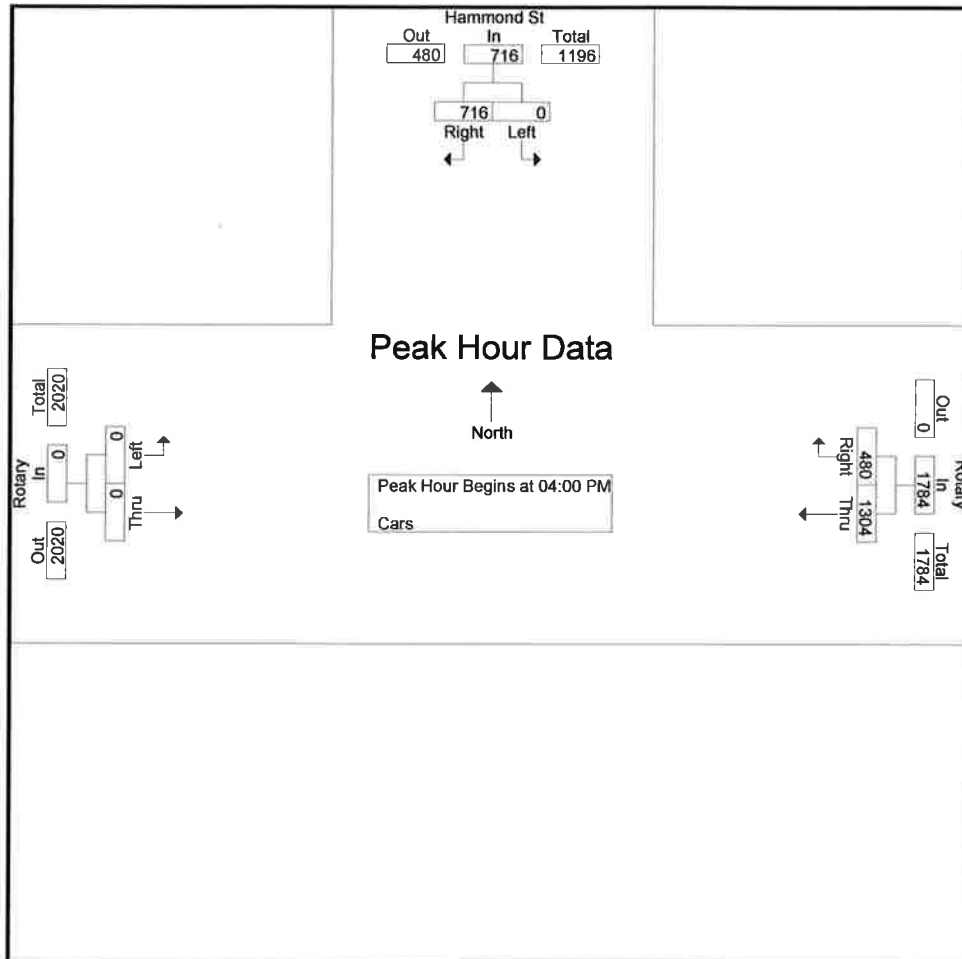 Hammond St
Out In Total
480 716 1196
716 0
Right Left
Peak Hour Data
North
Peak Hour Begins at 04:00 PM
Cars
Rotary
Total In Out
2020 0 2020
0 0
Left Thru
Rotary
Out In Total
0 1784 1784
480 1304
Right Thru